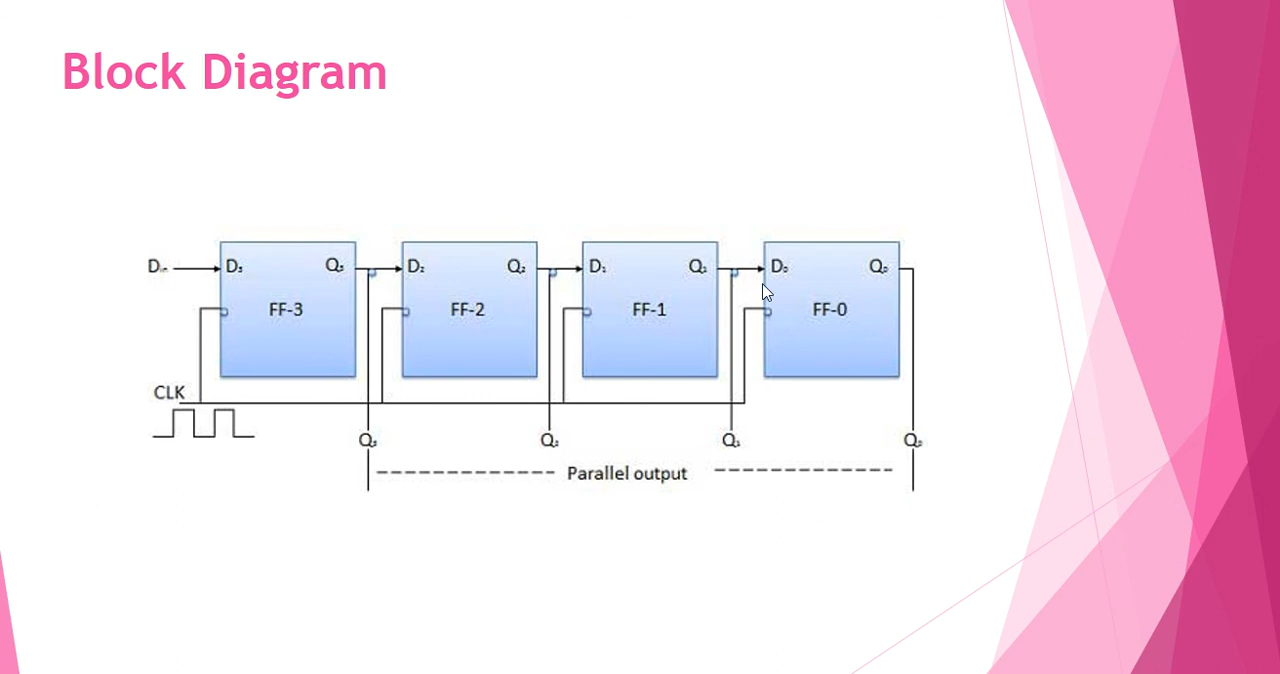 Block Diagram
Dᵢₙ D₃ Q₃ D₂ Q₂ D₁ Q₁ D₀ Q₀
FF-3 FF-2 FF-1 FF-0
CLK
Q₃ Q₂ Q₁ Q₀
Parallel output